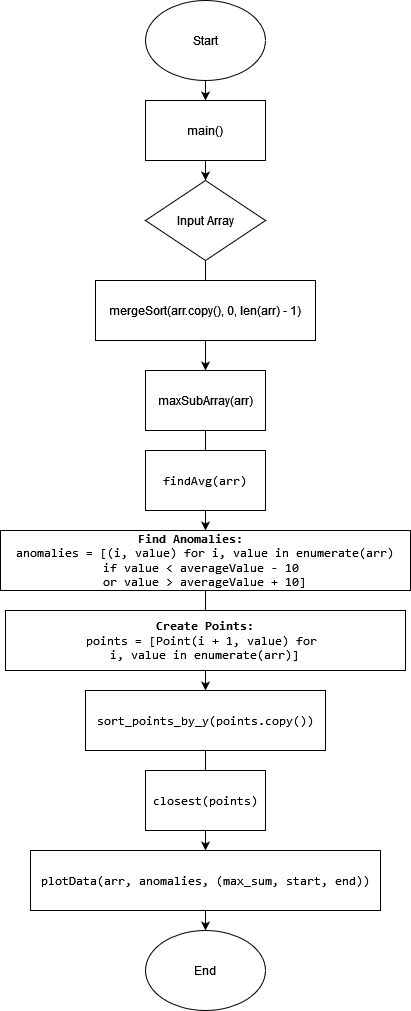 Start
main()
Input Array
mergeSort(arr.copy(), 0, len(arr) - 1)
maxSubArray(arr)
findAvg(arr)
Find Anomalies:
anomalies = [(i, value) for i, value in enumerate(arr)
if value < averageValue - 10
or value > averageValue + 10]
Create Points:
points = [Point(i + 1, value) for
i, value in enumerate(arr)]
sort_points_by_y(points.copy())
closest(points)
plotData(arr, anomalies, (max_sum, start, end))
End